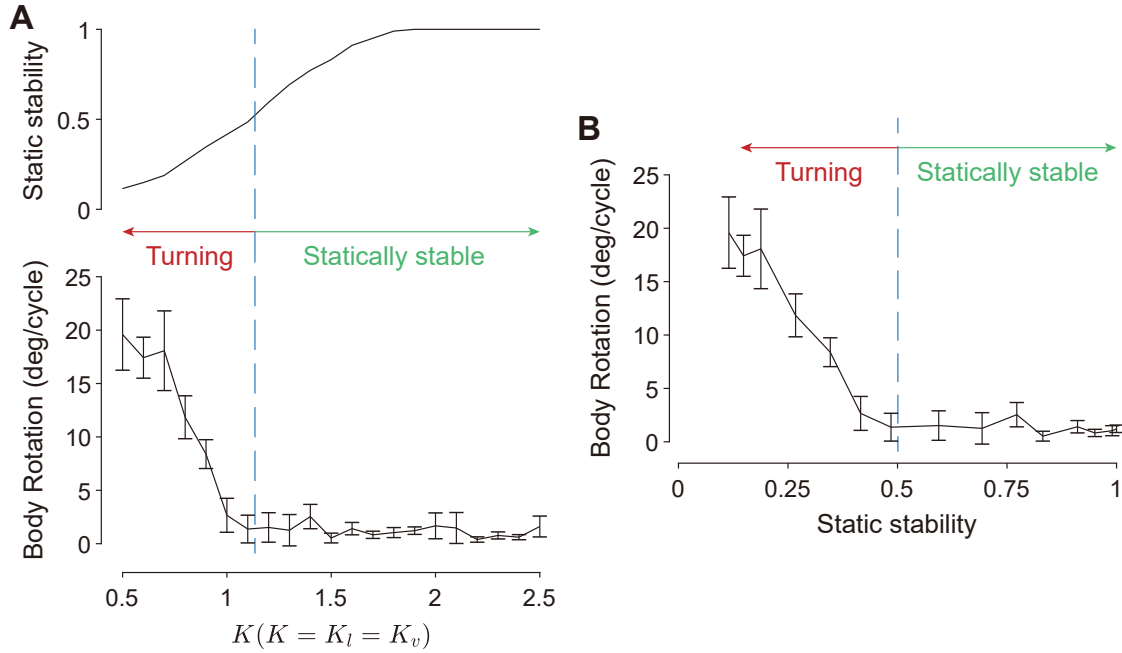 A
Static stability
1
0.5
0
Turning
Statically stable
Body Rotation (deg/cycle)
25
20
15
10
5
0
0.5
1
1.5
2
2.5
K(K = K_l = K_v)
B
Turning
Statically stable
Body Rotation (deg/cycle)
25
20
15
10
5
0
0
0.25
0.5
0.75
1
Static stability